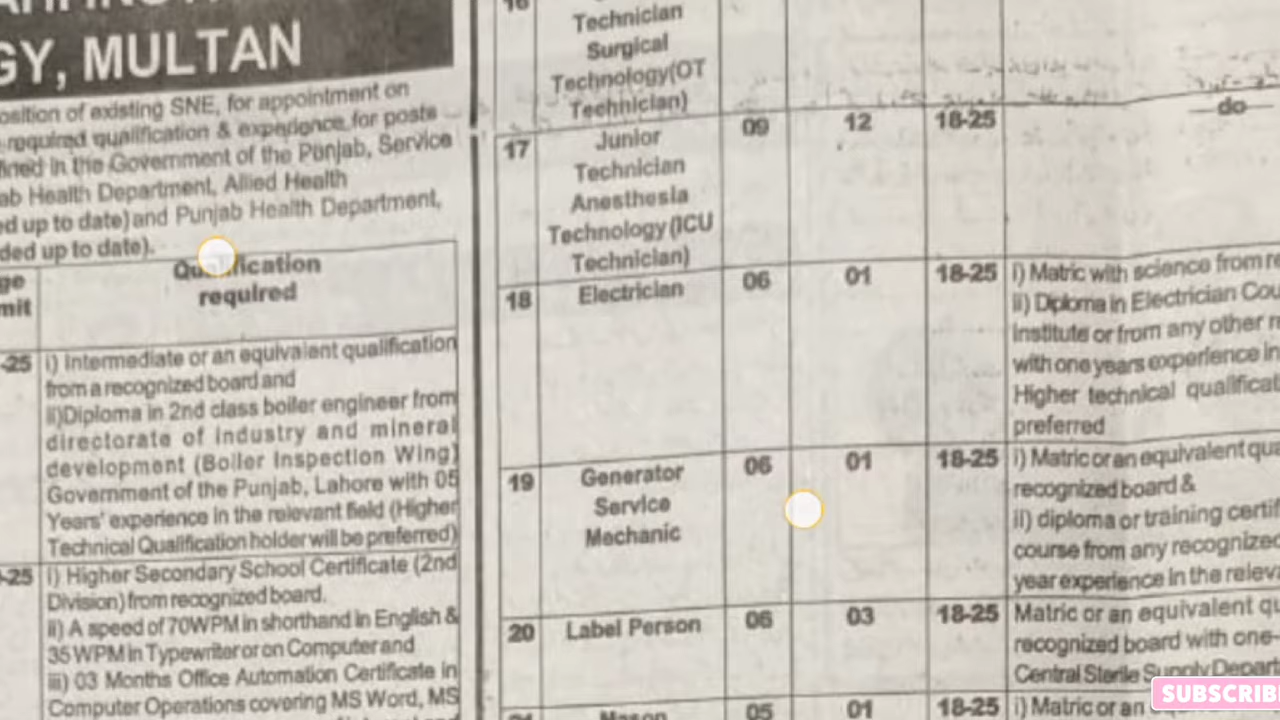 GY, MULTAN
osition of existing SNE, for appointment on
required qualification & experience for posts
fined in the Government of the Punjab, Service
ab Health Department, Allied Health
ed up to date) and Punjab Health Department,
ded up to date).
ge
mit
Qualification
required
-25
i) Intermediate or an equivalent qualification
from a recognized board and
ii)Diploma in 2nd class boiler engineer from
directorate of industry and mineral
development (Boiler Inspection Wing)
Government of the Punjab, Lahore with 05
Years' experience in the relevant field (Higher
Technical Qualification holder will be preferred)
-25
i) Higher Secondary School Certificate (2nd
Division) from recognized board.
ii) A speed of 70WPM in shorthand in English &
35 WPM in Typewriter or on Computer and
iii) 03 Months Office Automation Certificate in
Computer Operations covering MS Word, MS
16
Technician
Surgical
Technology(OT
Technician)
17
Junior
Technician
Anesthesia
Technology (ICU
Technician)
09
12
18-25
do
18
Electrician
06
01
18-25
i) Matric with science from re
ii) Diploma in Electrician Cou
institute or from any other r
with one years experience in
Higher technical qualificat
preferred
19
Generator
Service
Mechanic
06
01
18-25
i) Matric or an equivalent qua
recognized board &
ii) diploma or training certif
course from any recognized
year experience in the releva
20
Label Person
06
03
18-25
Matric or an equivalent qu
recognized board with one-
Central Sterile Supply Depart
21
Mason
05
01
18-25
i) Matric or an
SUBSCRIBE